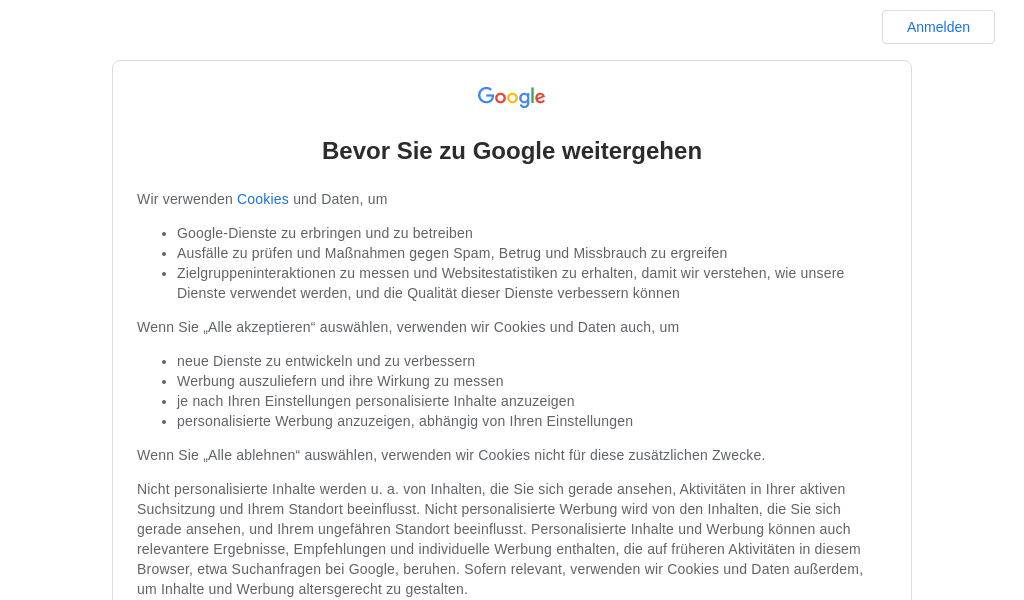 Anmelden
Google
Bevor Sie zu Google weitergehen
Wir verwenden Cookies und Daten, um
Google-Dienste zu erbringen und zu betreiben
Ausfälle zu prüfen und Maßnahmen gegen Spam, Betrug und Missbrauch zu ergreifen
Zielgruppeninteraktionen zu messen und Websitestatistiken zu erhalten, damit wir verstehen, wie unsere
Dienste verwendet werden, und die Qualität dieser Dienste verbessern können
Wenn Sie „Alle akzeptieren“ auswählen, verwenden wir Cookies und Daten auch, um
neue Dienste zu entwickeln und zu verbessern
Werbung auszuliefern und ihre Wirkung zu messen
je nach Ihren Einstellungen personalisierte Inhalte anzuzeigen
personalisierte Werbung anzuzeigen, abhängig von Ihren Einstellungen
Wenn Sie „Alle ablehnen“ auswählen, verwenden wir Cookies nicht für diese zusätzlichen Zwecke.
Nicht personalisierte Inhalte werden u. a. von Inhalten, die Sie sich gerade ansehen, Aktivitäten in Ihrer aktiven
Suchsitzung und Ihrem Standort beeinflusst. Nicht personalisierte Werbung wird von den Inhalten, die Sie sich
gerade ansehen, und Ihrem ungefähren Standort beeinflusst. Personalisierte Inhalte und Werbung können auch
relevantere Ergebnisse, Empfehlungen und individuelle Werbung enthalten, die auf früheren Aktivitäten in diesem
Browser, etwa Suchanfragen bei Google, beruhen. Sofern relevant, verwenden wir Cookies und Daten außerdem,
um Inhalte und Werbung altersgerecht zu gestalten.